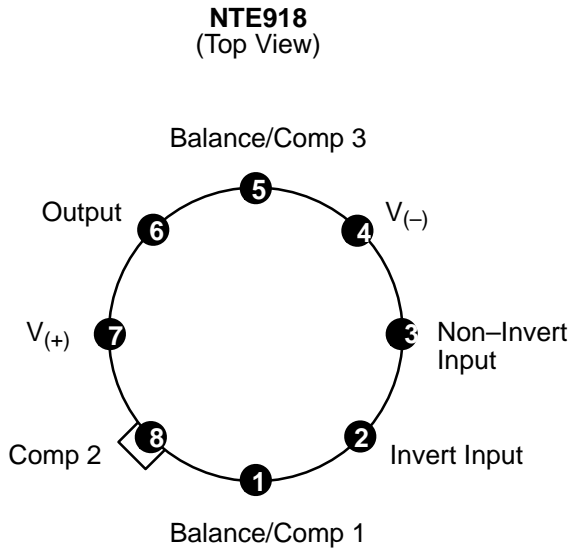 NTE918
(Top View)
Balance/Comp 3
5
Output
6
V(–)
4
V(+)
7
3
Non–Invert
Input
Comp 2
8
2
Invert Input
1
Balance/Comp 1